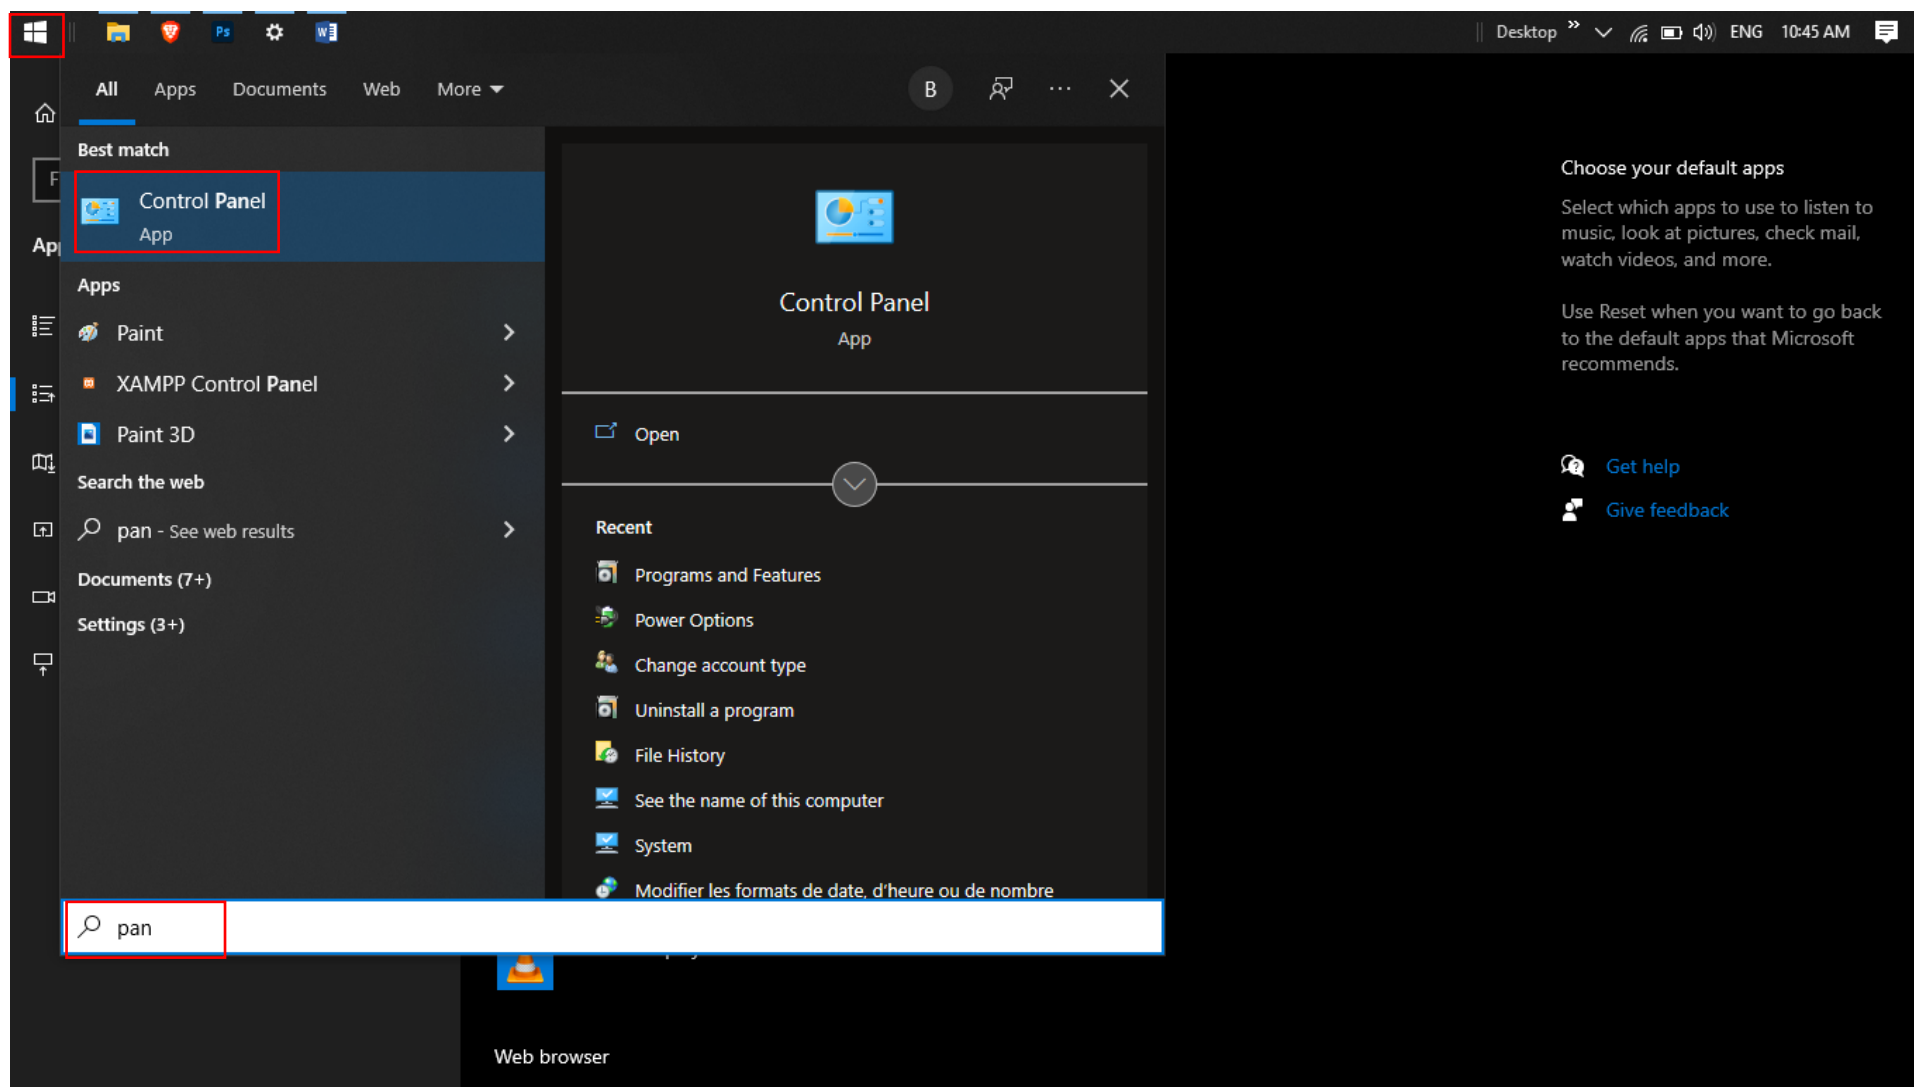 Ps
W
Desktop
ENG
10:45 AM
All
Apps
Documents
Web
More
B
F
Best match
Control Panel
App
Apps
Paint
XAMPP Control Panel
Paint 3D
Search the web
pan - See web results
Documents (7+)
Settings (3+)
pan
Control Panel
App
Open
Recent
Programs and Features
Power Options
Change account type
Uninstall a program
File History
See the name of this computer
System
Modifier les formats de date, d'heure ou de nombre
Web browser
Choose your default apps
Select which apps to use to listen to
music, look at pictures, check mail,
watch videos, and more.
Use Reset when you want to go back
to the default apps that Microsoft
recommends.
Get help
Give feedback